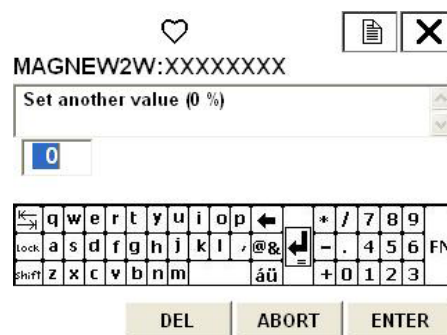 MAGNEW2W:XXXXXXXX
Set another value (0 %)
0
q w e r t y u i o p * / 7 8 9
Lock a s d f g h j k l , @& - . 4 5 6 FN
shift z x c v b n m áü = + 0 1 2 3
DEL ABORT ENTER